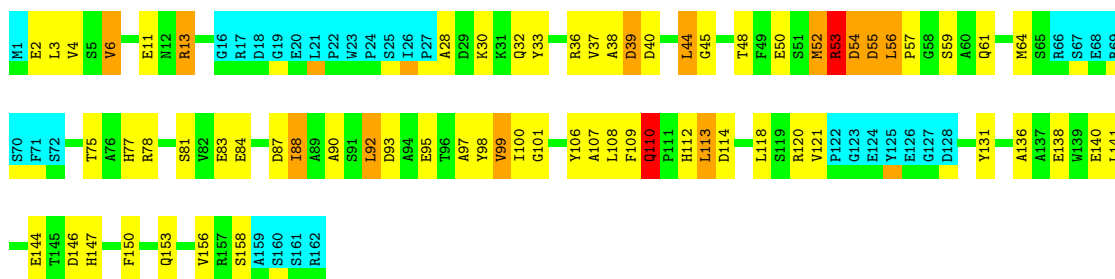 M1 E2 L3 V4 S5 V6 E11 N12 R13 G16 R17 D18 G19 E20 L21 P22 W23 P24 S25 I26 P27 A28 D29 K30 K31 Q32 Y33 R36 V37 A38 D39 D40 L44 G45 T48 F49 E50 S51 M52 R53 D54 D55 L56 P57 G58 S59 A60 Q61 M64 S65 R66 S67 E68
S70 F71 S72 T75 A76 H77 R78 S81 V82 E83 E84 D87 I88 A89 A90 S91 L92 D93 A94 E95 T96 A97 Y98 V99 I100 G101 Y106 A107 L108 F109 Q110 P111 H112 L113 D114 L118 S119 R120 V121 P122 G123 E124 Y125 E126 G127 D128 Y131 A136 A137 E138 W139 E140 L141
E144 T145 D146 H147 F150 Q153 V156 R157 S158 A159 S160 S161 R162